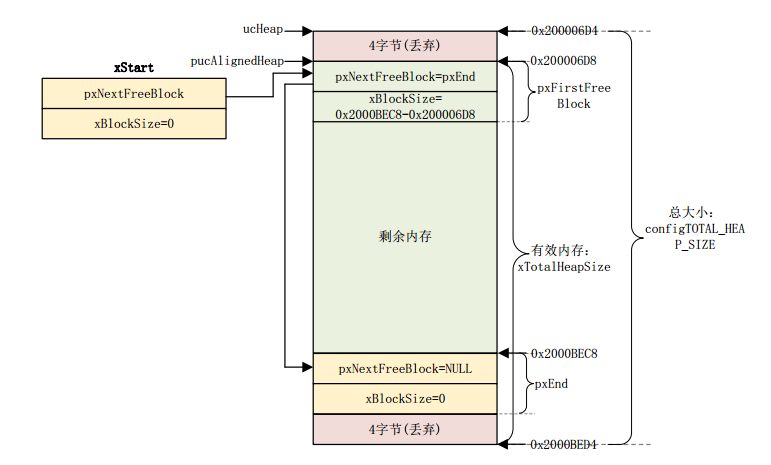 ucHeap
0x200006D4
4字节(丢弃)
pucAlignedHeap
0x200006D8
xStart
pxNextFreeBlock=pxEnd
pxNextFreeBlock
pxFirstFree
Block
xBlockSize=
0x2000BEC8-0x200006D8
xBlockSize=0
总大小:
configTOTAL_HEA
P_SIZE
剩余内存
有效内存:
xTotalHeapSize
0x2000BEC8
pxNextFreeBlock=NULL
pxEnd
xBlockSize=0
4字节(丢弃)
0x2000BED4